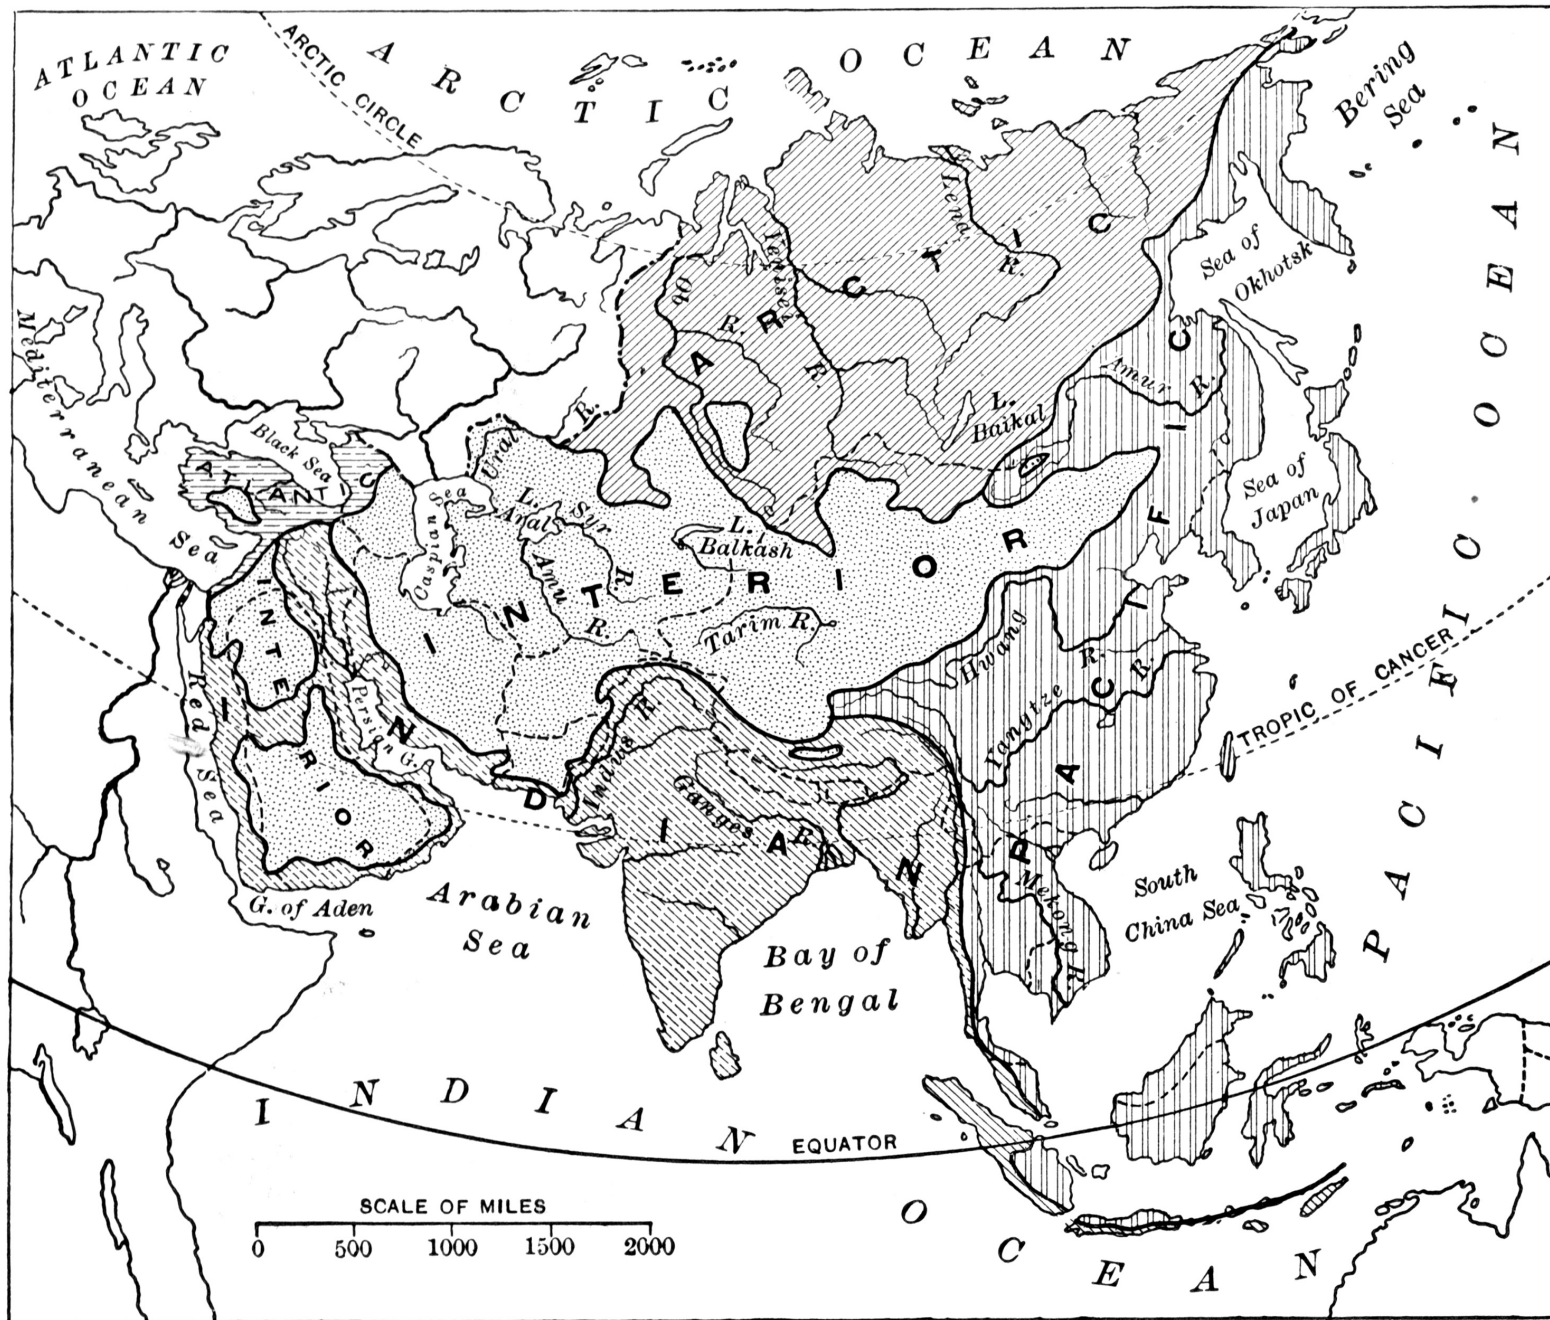 ATLANTIC
OCEAN
ARCTIC CIRCLE
ARCTIC OCEAN
Bering
Sea
PACIFIC OCEAN
Lena
R.
Yenisei
R.
Ob
R.
ARCTIC
Sea of
Okhotsk
Mediterranean
Sea
Black Sea
ATLANTIC
Ural
R.
Caspian
Sea
L.
Aral
Syr
R.
Amu
R.
L.
Balkash
Tarim R.
L.
Baikal
Amur
R.
Sea of
Japan
INTERIOR
INTE
RIOR
PACIFIC
Hwang
R.
Yangtze
R.
TROPIC OF CANCER
Red Sea
Persian G.
Indus
R.
Ganges
R.
INDIAN
Mekong R.
South
China Sea
G. of Aden
Arabian
Sea
Bay of
Bengal
INDIAN
OCEAN
EQUATOR
SCALE OF MILES
0 500 1000 1500 2000